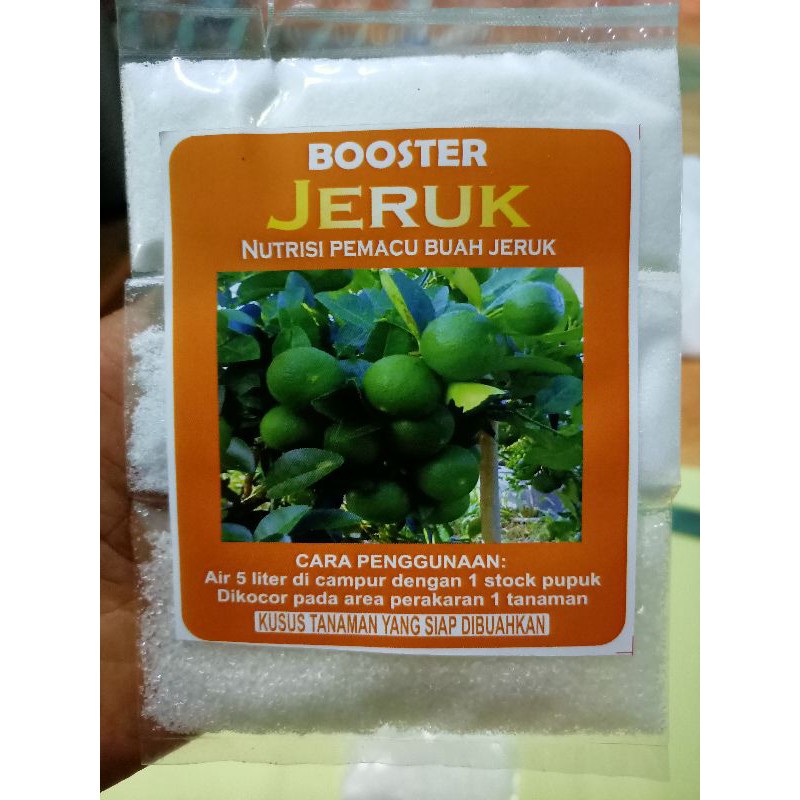 BOOSTER
JERUK
NUTRISI PEMACU BUAH JERUK
CARA PENGGUNAAN:
Air 5 liter di campur dengan 1 stock pupuk
Dikocor pada area perakaran 1 tanaman
KUSUS TANAMAN YANG SIAP DIBUAHKAN